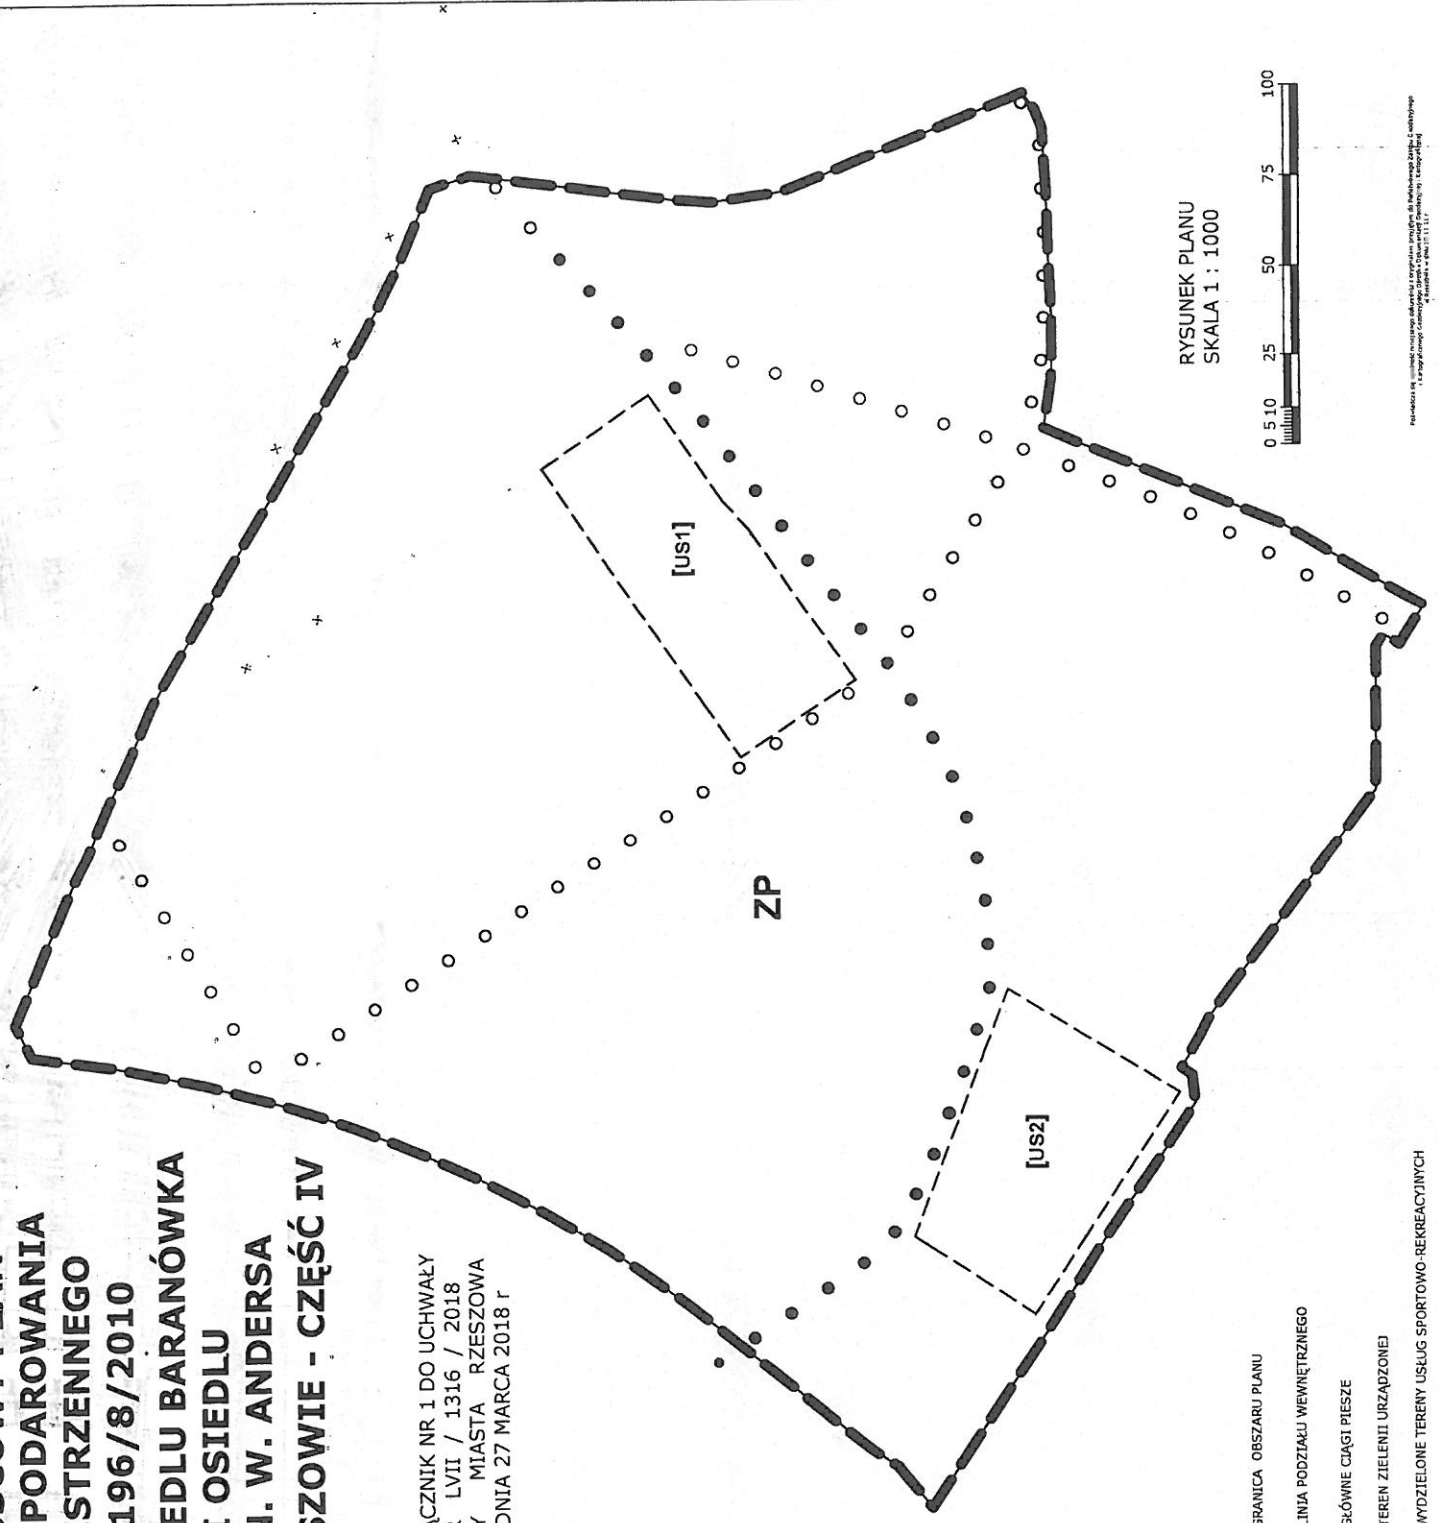 PODAROWANIA
STRZENNEGO
196/8/2010
EDLU BARANÓWKA
I OSIEDLU
I. W. ANDERSA
SZOWIE - CZĘŚĆ IV
ĄCZNIK NR 1 DO UCHWAŁY
LVII / 1316 / 2018
Y MIASTA RZESZOWA
DNIA 27 MARCA 2018 r
[US1]
ZP
[US2]
RYSUNEK PLANU
SKALA 1 : 1000
0 5 10 25 50 75 100
GRANICA OBSZARU PLANU
LINIA PODZIAŁU WEWNĘTRZNEGO
GŁÓWNE CIĄGI PIESZE
TEREN ZIELENII URZĄDZONEJ
WYDZIELONE TERENY USŁUG SPORTOWO-REKREACYJNYCH